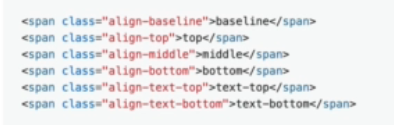 <span class="align-baseline">baseline</span>
<span class="align-top">top</span>
<span class="align-middle">middle</span>
<span class="align-bottom">bottom</span>
<span class="align-text-top">text-top</span>
<span class="align-text-bottom">text-bottom</span>